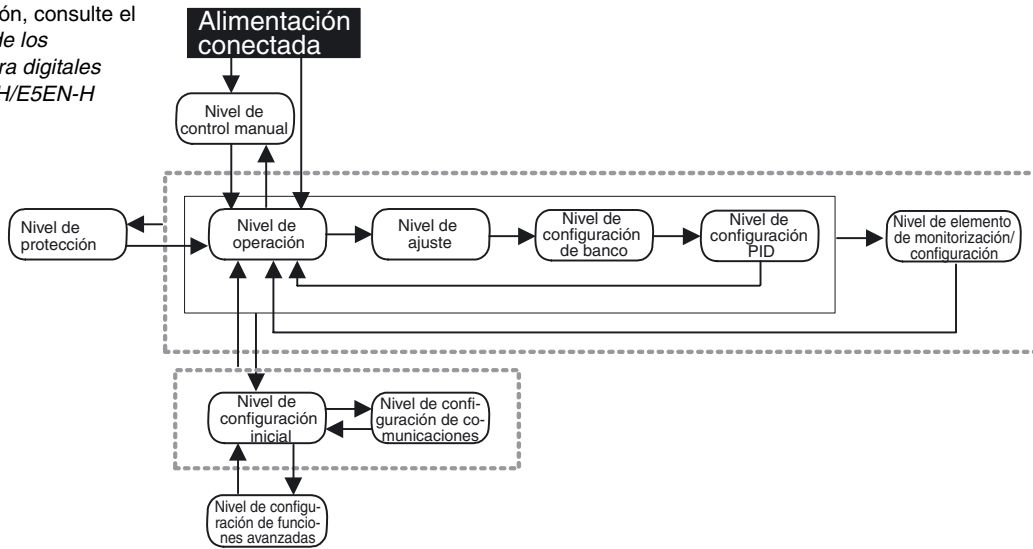 ón, consulte el
de los
ra digitales
H/E5EN-H
Alimentación
conectada
Nivel de
control manual
Nivel de
protección
Nivel de
operación
Nivel de
ajuste
Nivel de
configuración
de banco
Nivel de
configuración
PID
Nivel de elemento
de monitorización/
configuración
Nivel de
configuración
inicial
Nivel de confi-
guración de co-
municaciones
Nivel de configu-
ración de funcio-
nes avanzadas